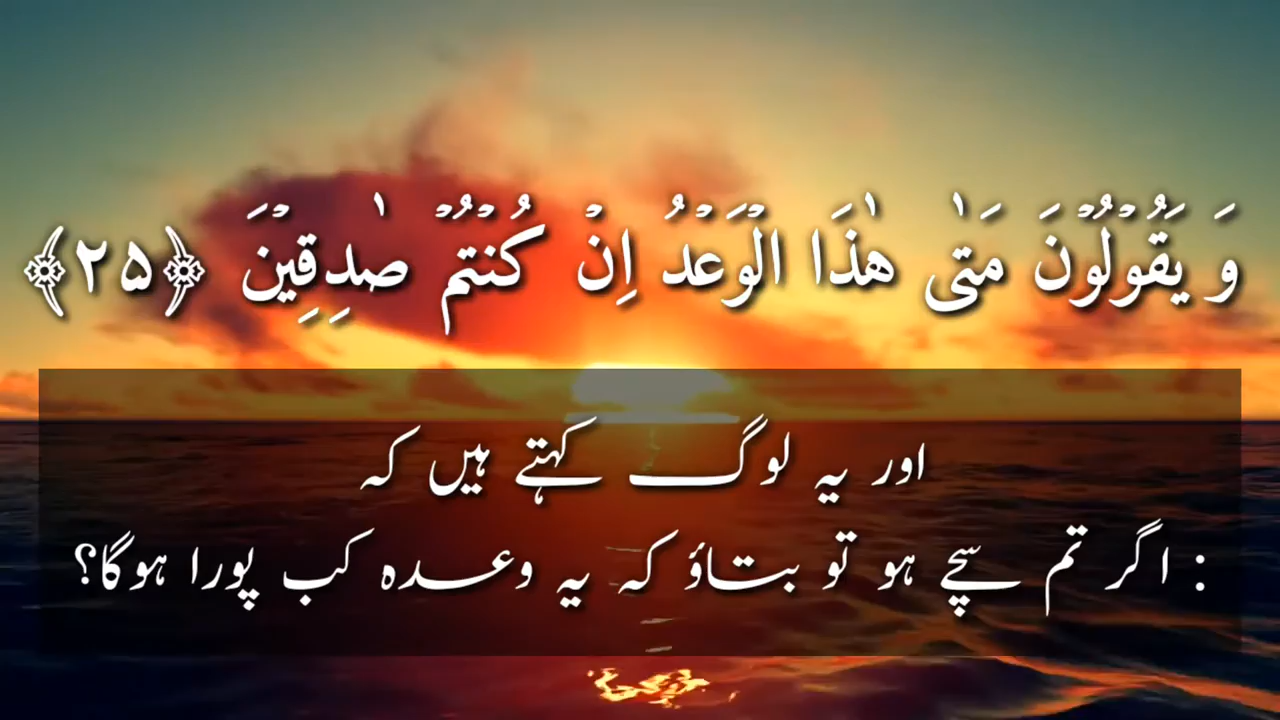 وَ یَقُوْلُوْنَ مَتٰی هٰذَا الْوَعْدُ اِنْ كُنْتُمْ صٰدِقِیْنَ ﴿۲۵﴾
اور یہ لوگ کہتے ہیں کہ
: اگر تم سچے ہو تو بتاؤ کہ یہ وعدہ کب پورا ہوگا؟